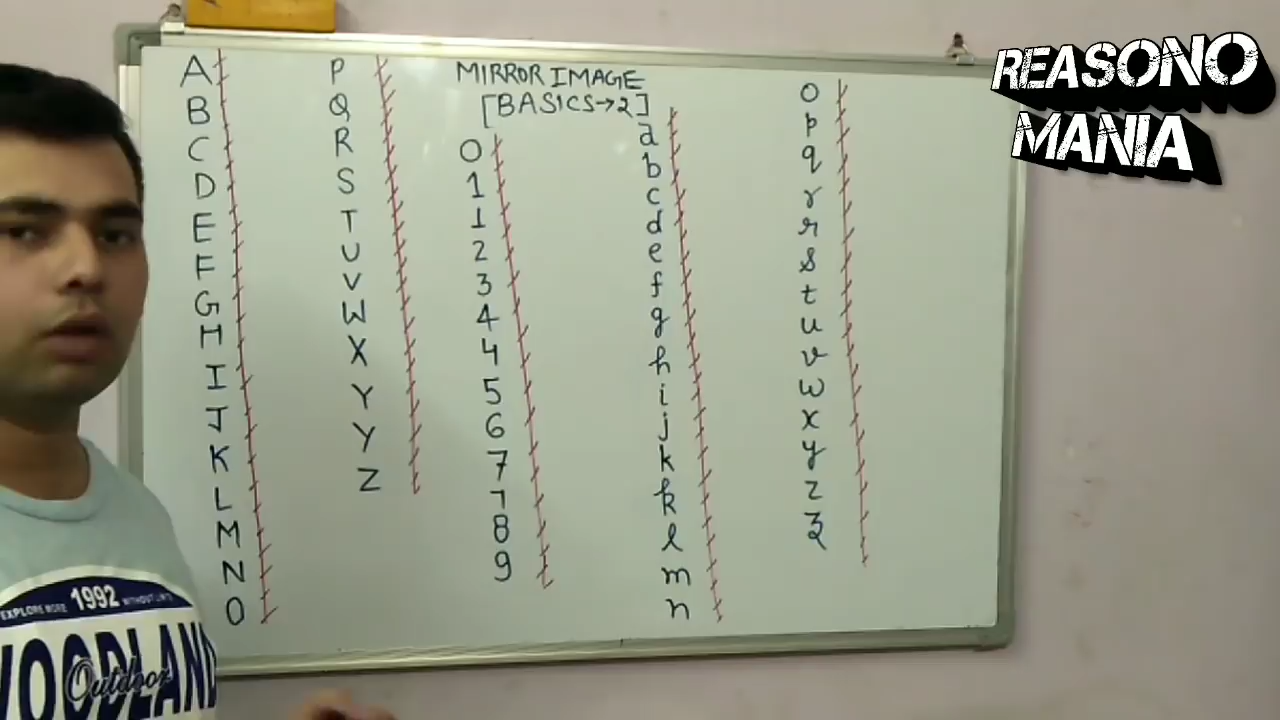 REASONO
MANIA
MIRROR IMAGE
[BASICS→2]
A
B
C
D
E
F
G
H
I
J
K
L
M
N
O
P
Q
R
S
T
U
V
W
X
Y
Y
Z
0
1
1
2
3
4
4
5
6
7
7
8
9
a
b
c
d
e
f
g
h
i
j
k
k
l
m
n
o
p
q
r
r
s
t
u
v
w
x
y
z
z
EXPLORE MORE 1992 WITHOUT LIMITS
WOODLAND
Outdoor